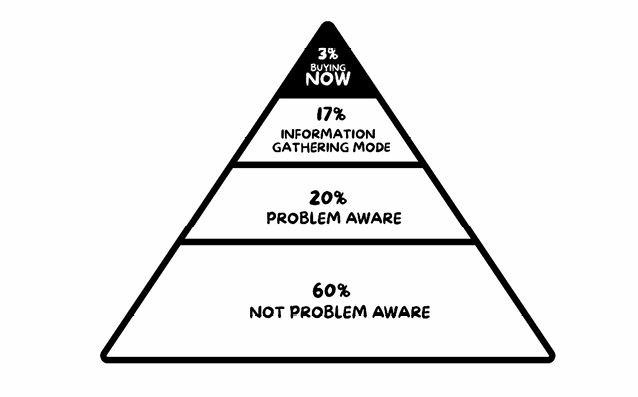 3%
BUYING
NOW
17%
INFORMATION
GATHERING MODE
20%
PROBLEM AWARE
60%
NOT PROBLEM AWARE